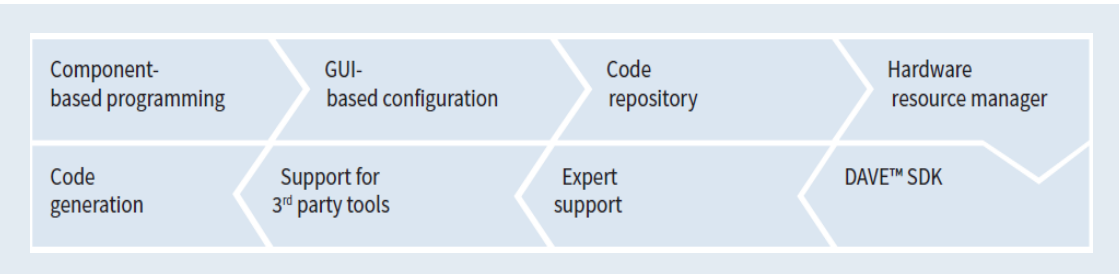 Component-
based programming
GUI-
based configuration
Code
repository
Hardware
resource manager
Code
generation
Support for
3rd party tools
Expert
support
DAVE™ SDK